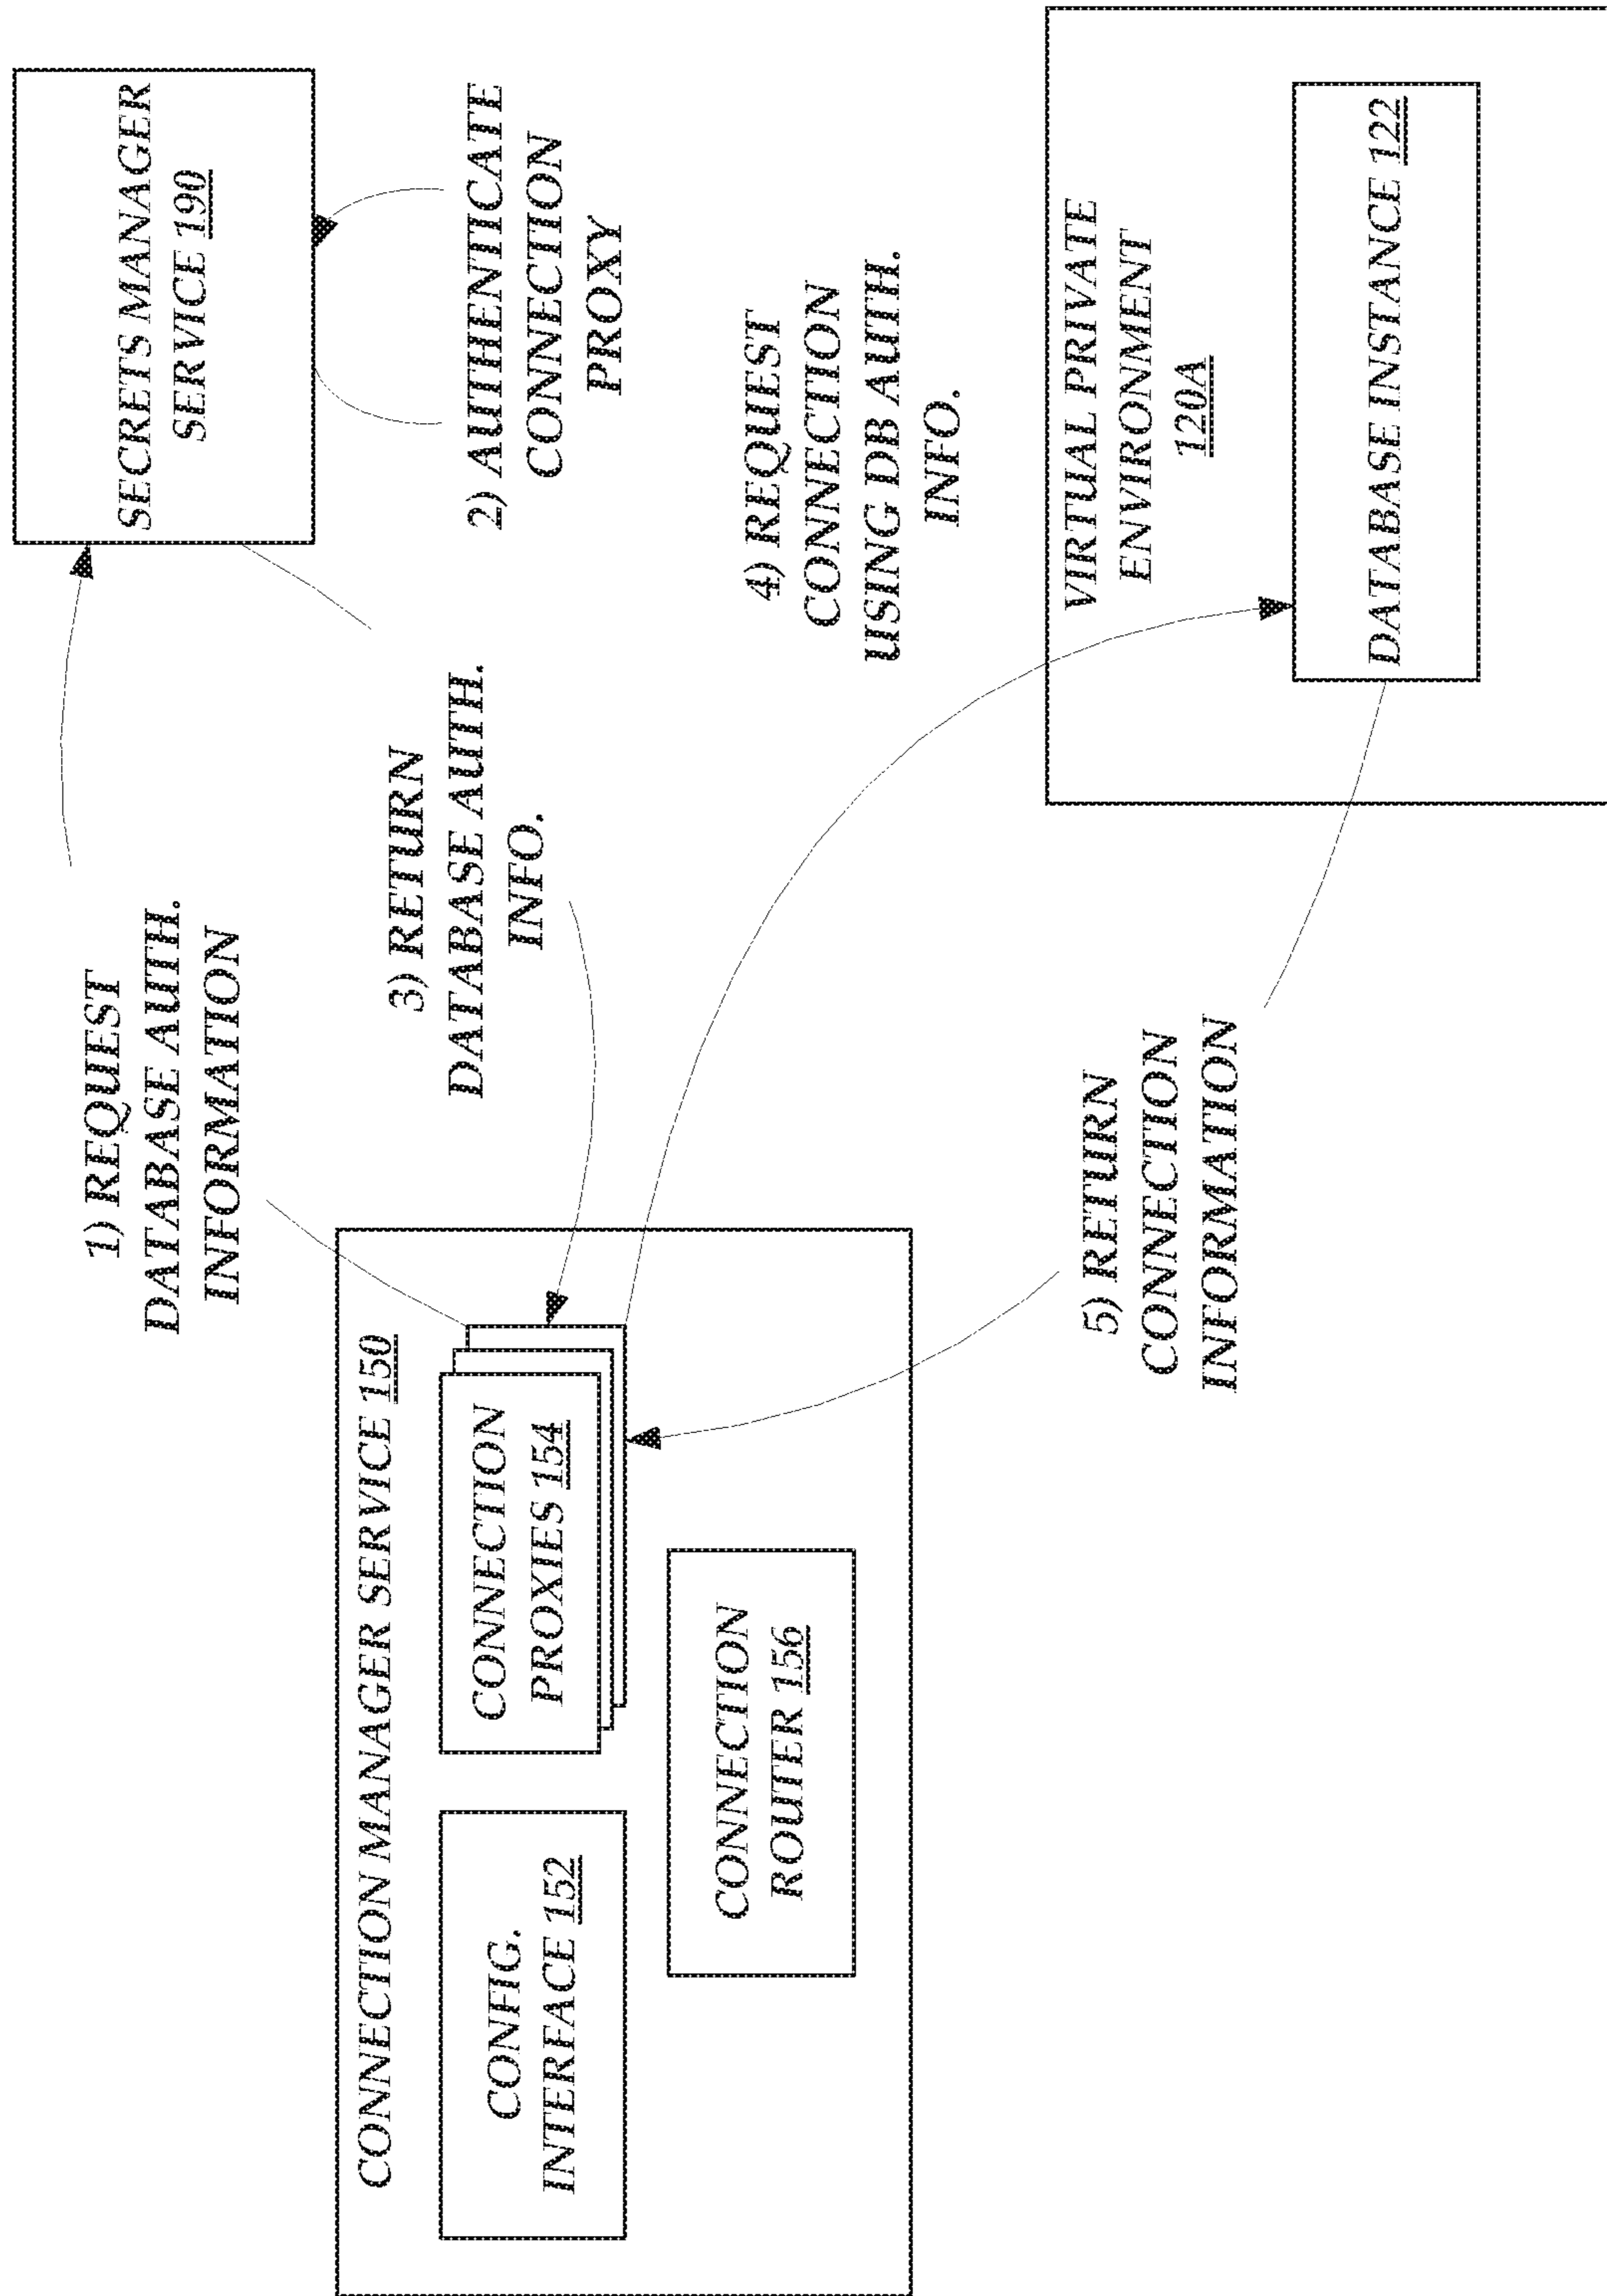 CONNECTION MANAGER SERVICE 150
CONFIG.
INTERFACE 152
CONNECTION
PROXIES 154
CONNECTION
ROUTER 156
1) REQUEST
DATABASE AUTH.
INFORMATION
SECRETS MANAGER
SERVICE 190
2) AUTHENTICATE
CONNECTION
PROXY
3) RETURN
DATABASE AUTH.
INFO.
4) REQUEST
CONNECTION
USING DB AUTH.
INFO.
5) RETURN
CONNECTION
INFORMATION
VIRTUAL PRIVATE
ENVIRONMENT
120A
DATABASE INSTANCE 122